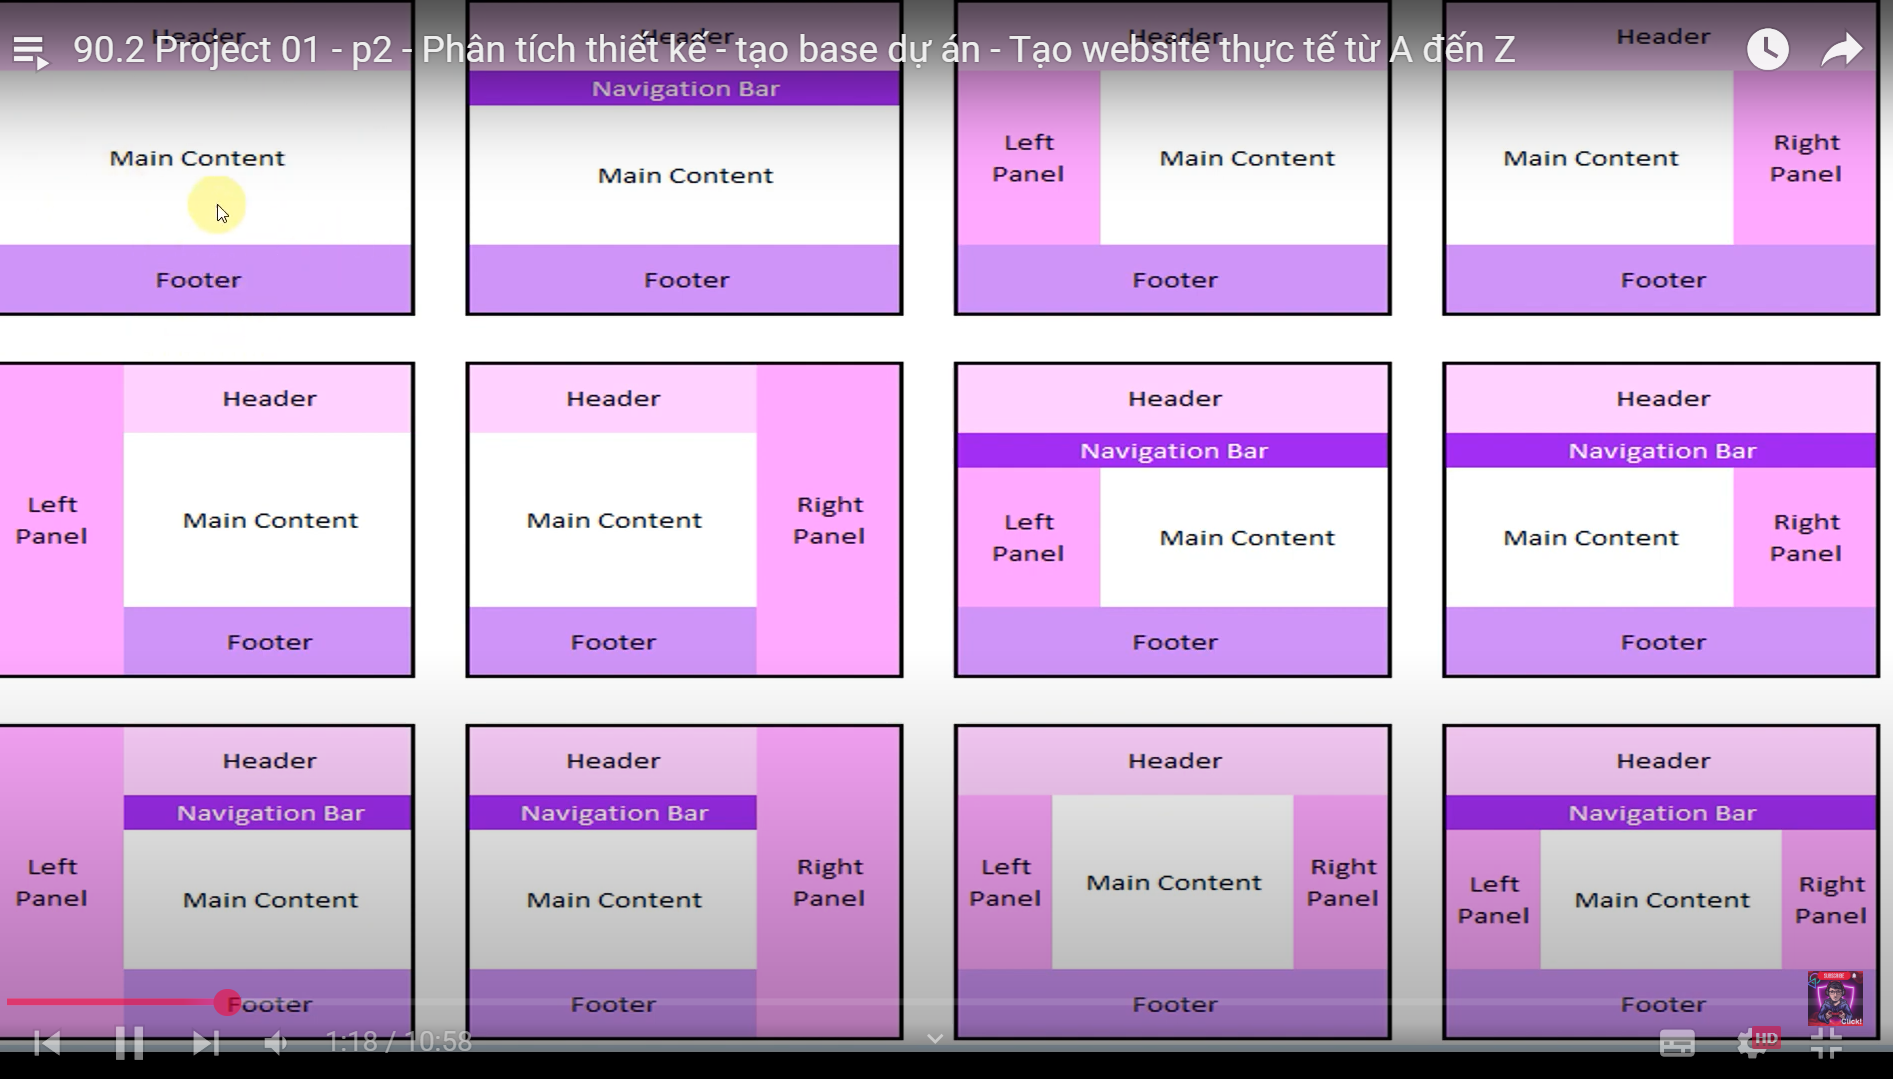 90.2 Project 01 - p2 - Phân tích thiết kế - tạo base dự án - Tạo website thực tế từ A đến Z
Header
Header
Header
Header
Main Content
Footer
Navigation Bar
Main Content
Footer
Left
Panel
Main Content
Footer
Main Content
Right
Panel
Footer
Left
Panel
Header
Main Content
Footer
Header
Main Content
Footer
Right
Panel
Header
Navigation Bar
Left
Panel
Main Content
Footer
Header
Navigation Bar
Main Content
Right
Panel
Footer
Left
Panel
Header
Navigation Bar
Main Content
Footer
Header
Navigation Bar
Main Content
Footer
Right
Panel
Header
Left
Panel
Main Content
Right
Panel
Footer
Header
Navigation Bar
Left
Panel
Main Content
Right
Panel
Footer
SUBSCRIBE
Click!
1:18 / 10:58
HD